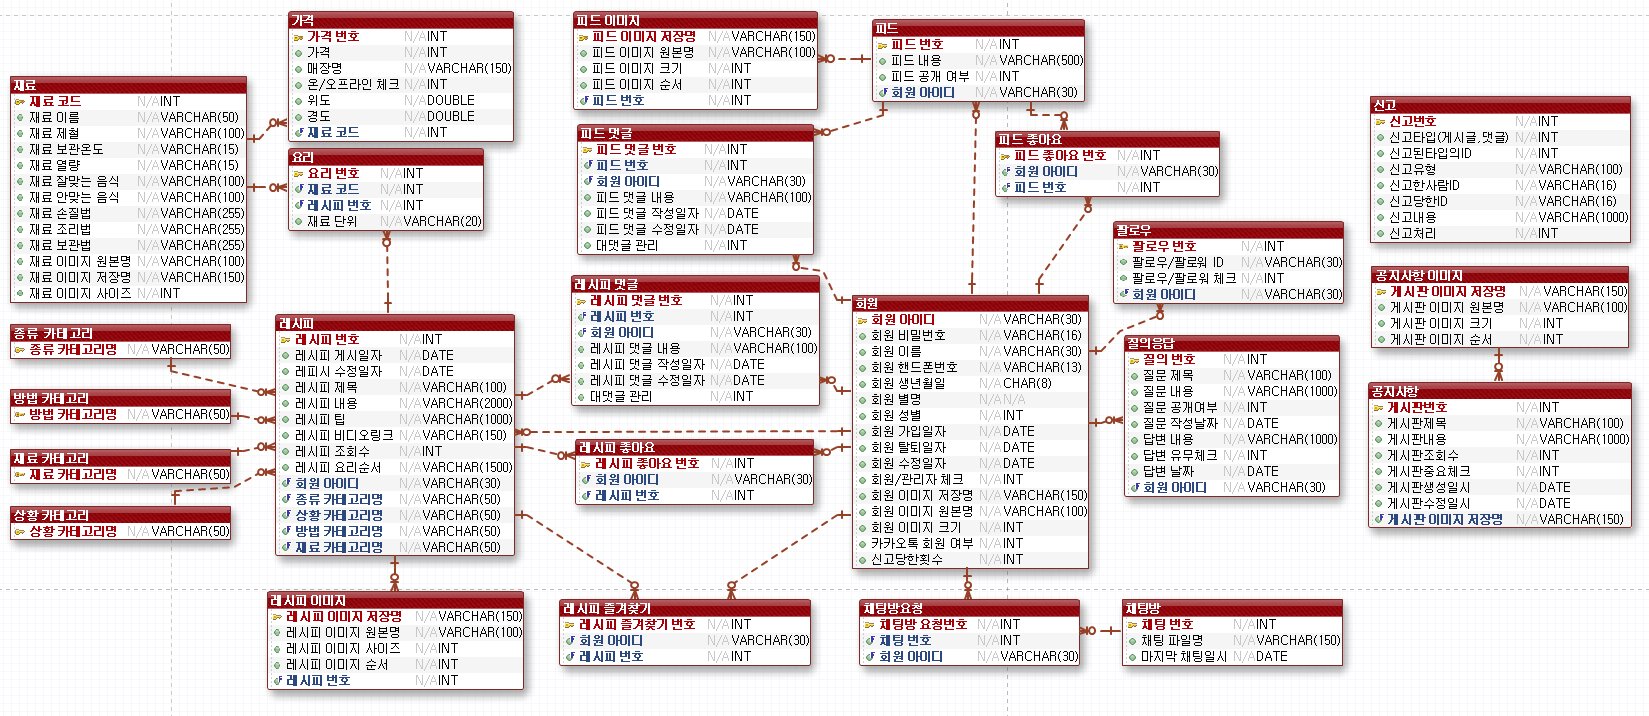 가격
가격 번호 N/A INT
가격 N/A INT
매장명 N/A VARCHAR(150)
온/오프라인 체크 N/A INT
위도 N/A DOUBLE
경도 N/A DOUBLE
재료 코드 N/A INT
재료
재료 코드 N/A INT
재료 이름 N/A VARCHAR(50)
재료 제철 N/A VARCHAR(100)
재료 보관온도 N/A VARCHAR(15)
재료 열량 N/A VARCHAR(15)
재료 잘맞는 음식 N/A VARCHAR(100)
재료 안맞는 음식 N/A VARCHAR(100)
재료 손질법 N/A VARCHAR(255)
재료 조리법 N/A VARCHAR(255)
재료 보관법 N/A VARCHAR(255)
재료 이미지 원본명 N/A VARCHAR(100)
재료 이미지 저장명 N/A VARCHAR(150)
재료 이미지 사이즈 N/A INT
요리
요리 번호 N/A INT
재료 코드 N/A INT
레시피 번호 N/A INT
재료 단위 N/A VARCHAR(20)
종류 카테고리
종류 카테고리명 N/A VARCHAR(50)
방법 카테고리
방법 카테고리명 N/A VARCHAR(50)
재료 카테고리
재료 카테고리명 N/A VARCHAR(50)
상황 카테고리
상황 카테고리명 N/A VARCHAR(50)
레시피
레시피 번호 N/A INT
레시피 게시일자 N/A DATE
레피시 수정일자 N/A DATE
레시피 제목 N/A VARCHAR(100)
레시피 내용 N/A VARCHAR(2000)
레시피 팁 N/A VARCHAR(1000)
레시피 비디오링크 N/A VARCHAR(150)
레시피 조회수 N/A INT
레시피 요리순서 N/A VARCHAR(1500)
회원 아이디 N/A VARCHAR(30)
종류 카테고리명 N/A VARCHAR(50)
상황 카테고리명 N/A VARCHAR(50)
방법 카테고리명 N/A VARCHAR(50)
재료 카테고리명 N/A VARCHAR(50)
레시피 이미지
레시피 이미지 저장명 N/A VARCHAR(150)
레시피 이미지 원본명 N/A VARCHAR(100)
레시피 이미지 사이즈 N/A INT
레시피 이미지 순서 N/A INT
레시피 번호 N/A INT
피드 이미지
피드 이미지 저장명 N/A VARCHAR(150)
피드 이미지 원본명 N/A VARCHAR(100)
피드 이미지 크기 N/A INT
피드 이미지 순서 N/A INT
피드 번호 N/A INT
피드 댓글
피드 댓글 번호 N/A INT
피드 번호 N/A INT
회원 아이디 N/A VARCHAR(30)
피드 댓글 내용 N/A VARCHAR(100)
피드 댓글 작성일자 N/A DATE
피드 댓글 수정일자 N/A DATE
대댓글 관리 N/A INT
레시피 댓글
레시피 댓글 번호 N/A INT
레시피 번호 N/A INT
회원 아이디 N/A VARCHAR(30)
레시피 댓글 내용 N/A VARCHAR(100)
레시피 댓글 작성일자 N/A DATE
레시피 댓글 수정일자 N/A DATE
대댓글 관리 N/A INT
레시피 좋아요
레시피 좋아요 번호 N/A INT
회원 아이디 N/A VARCHAR(30)
레시피 번호 N/A INT
레시피 즐겨찾기
레시피 즐겨찾기 번호 N/A INT
회원 아이디 N/A VARCHAR(30)
레시피 번호 N/A INT
피드
피드 번호 N/A INT
피드 내용 N/A VARCHAR(500)
피드 공개 여부 N/A INT
회원 아이디 N/A VARCHAR(30)
피드 좋아요
피드 좋아요 번호 N/A INT
회원 아이디 N/A VARCHAR(30)
피드 번호 N/A INT
팔로우
팔로우 번호 N/A INT
팔로우/팔로워 ID N/A VARCHAR(30)
팔로우/팔로워 체크 N/A INT
회원 아이디 N/A VARCHAR(30)
회원
회원 아이디 N/A VARCHAR(30)
회원 비밀번호 N/A VARCHAR(16)
회원 이름 N/A VARCHAR(30)
회원 핸드폰번호 N/A VARCHAR(13)
회원 생년월일 N/A CHAR(8)
회원 별명 N/A N/A
회원 성별 N/A INT
회원 가입일자 N/A DATE
회원 탈퇴일자 N/A DATE
회원 수정일자 N/A DATE
회원/관리자 체크 N/A INT
회원 이미지 저장명 N/A VARCHAR(150)
회원 이미지 원본명 N/A VARCHAR(100)
회원 이미지 크기 N/A INT
카카오톡 회원 여부 N/A INT
신고당한횟수 N/A INT
질의응답
질의 번호 N/A INT
질문 제목 N/A VARCHAR(100)
질문 내용 N/A VARCHAR(1000)
질문 공개여부 N/A INT
질문 작성날짜 N/A DATE
답변 내용 N/A VARCHAR(1000)
답변 유무체크 N/A INT
답변 날짜 N/A DATE
회원 아이디 N/A VARCHAR(30)
채팅방요청
채팅방 요청번호 N/A INT
채팅 번호 N/A INT
회원 아이디 N/A VARCHAR(30)
채팅방
채팅 번호 N/A INT
채팅 파일명 N/A VARCHAR(150)
마지막 채팅일시 N/A DATE
신고
신고번호 N/A INT
신고타입(게시글,댓글) N/A INT
신고된타입의ID N/A INT
신고유형 N/A VARCHAR(100)
신고한사람ID N/A VARCHAR(16)
신고당한ID N/A VARCHAR(16)
신고내용 N/A VARCHAR(1000)
신고처리 N/A INT
공지사항 이미지
게시판 이미지 저장명 N/A VARCHAR(150)
게시판 이미지 원본명 N/A VARCHAR(100)
게시판 이미지 크기 N/A INT
게시판 이미지 순서 N/A INT
공지사항
게시판번호 N/A INT
게시판제목 N/A VARCHAR(100)
게시판내용 N/A VARCHAR(1000)
게시판조회수 N/A INT
게시판중요체크 N/A INT
게시판생성일시 N/A DATE
게시판수정일시 N/A DATE
게시판 이미지 저장명 N/A VARCHAR(150)